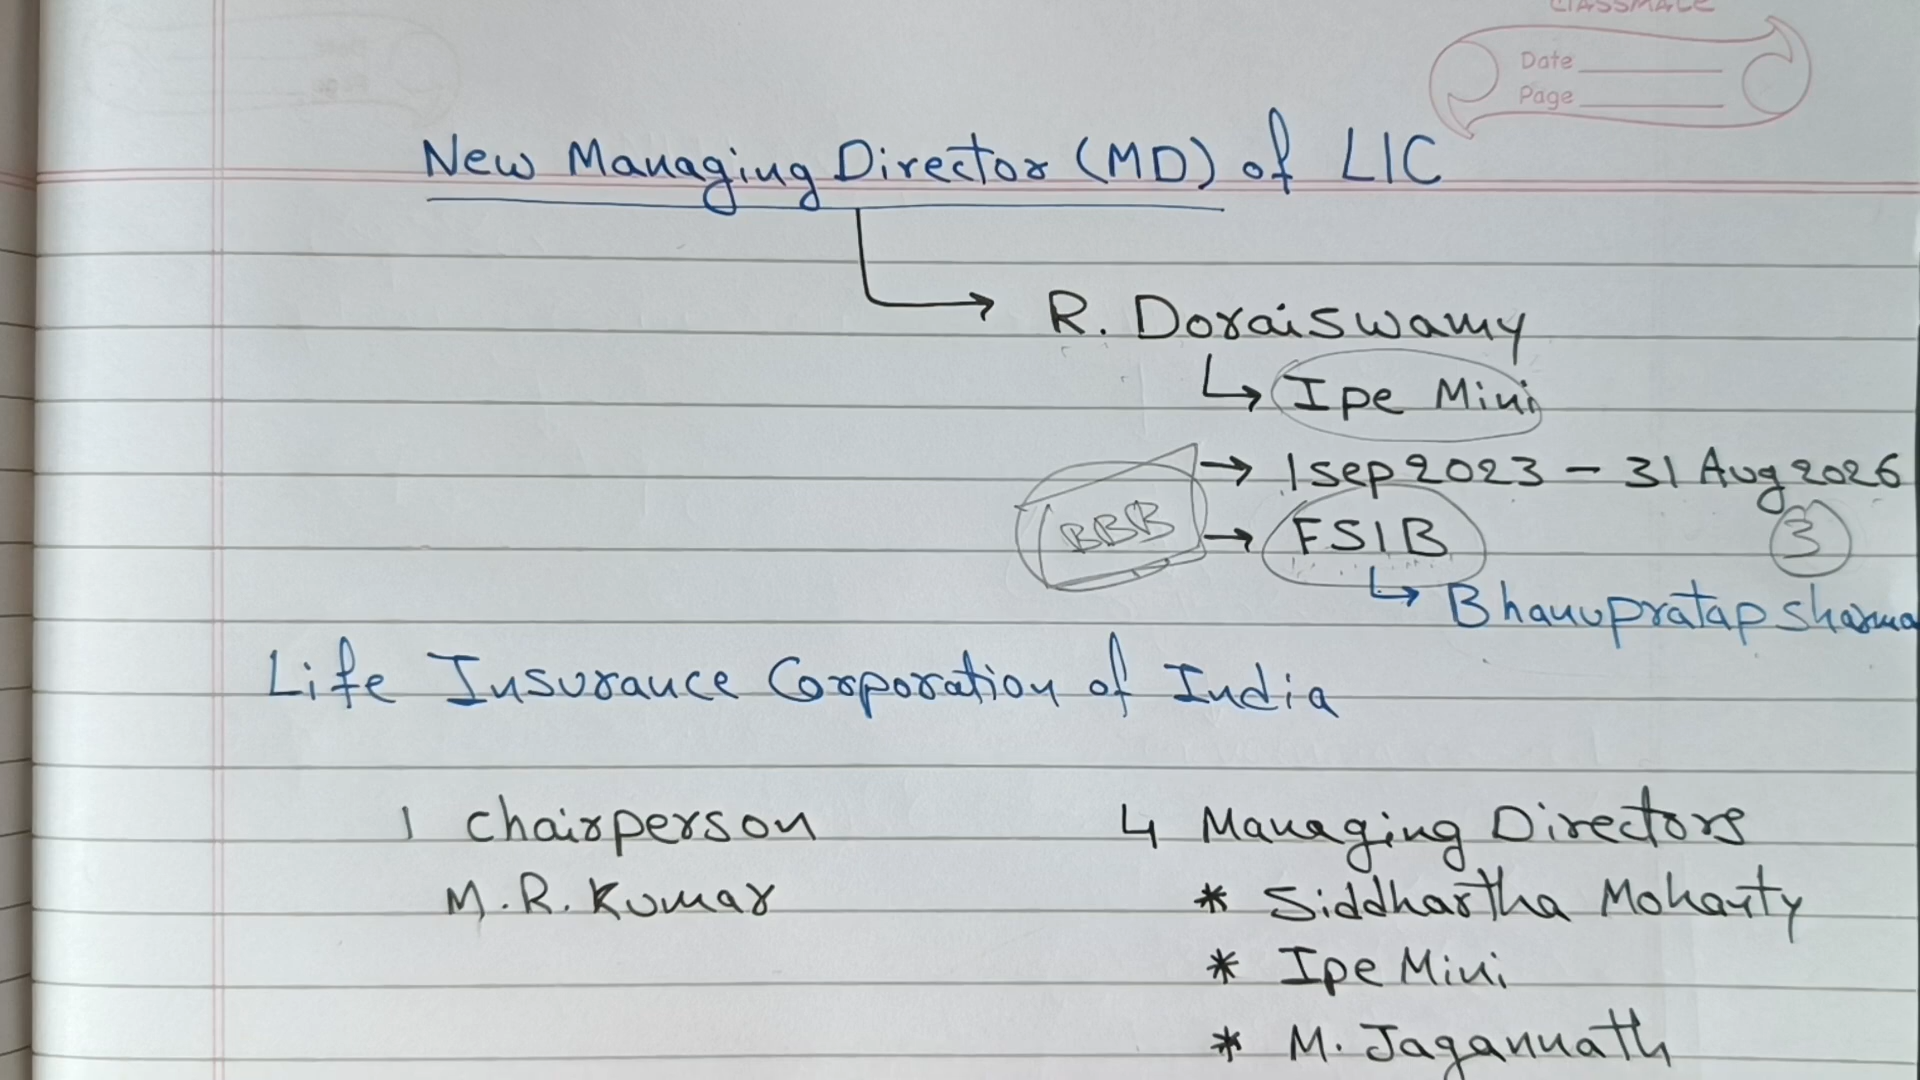 classmate
Date
Page
New Managing Director (MD) of LIC
R. Doraiswamy
Ipe Mini
→ 1 Sep 2023 - 31 Aug 2026
BBB → FSIB
3
Bhanupratap Sharma
Life Insurance Corporation of India
1 Chairperson
4 Managing Directors
M.R. Kumar
* Siddhartha Mohanty
* Ipe Mini
* M. Jagannath